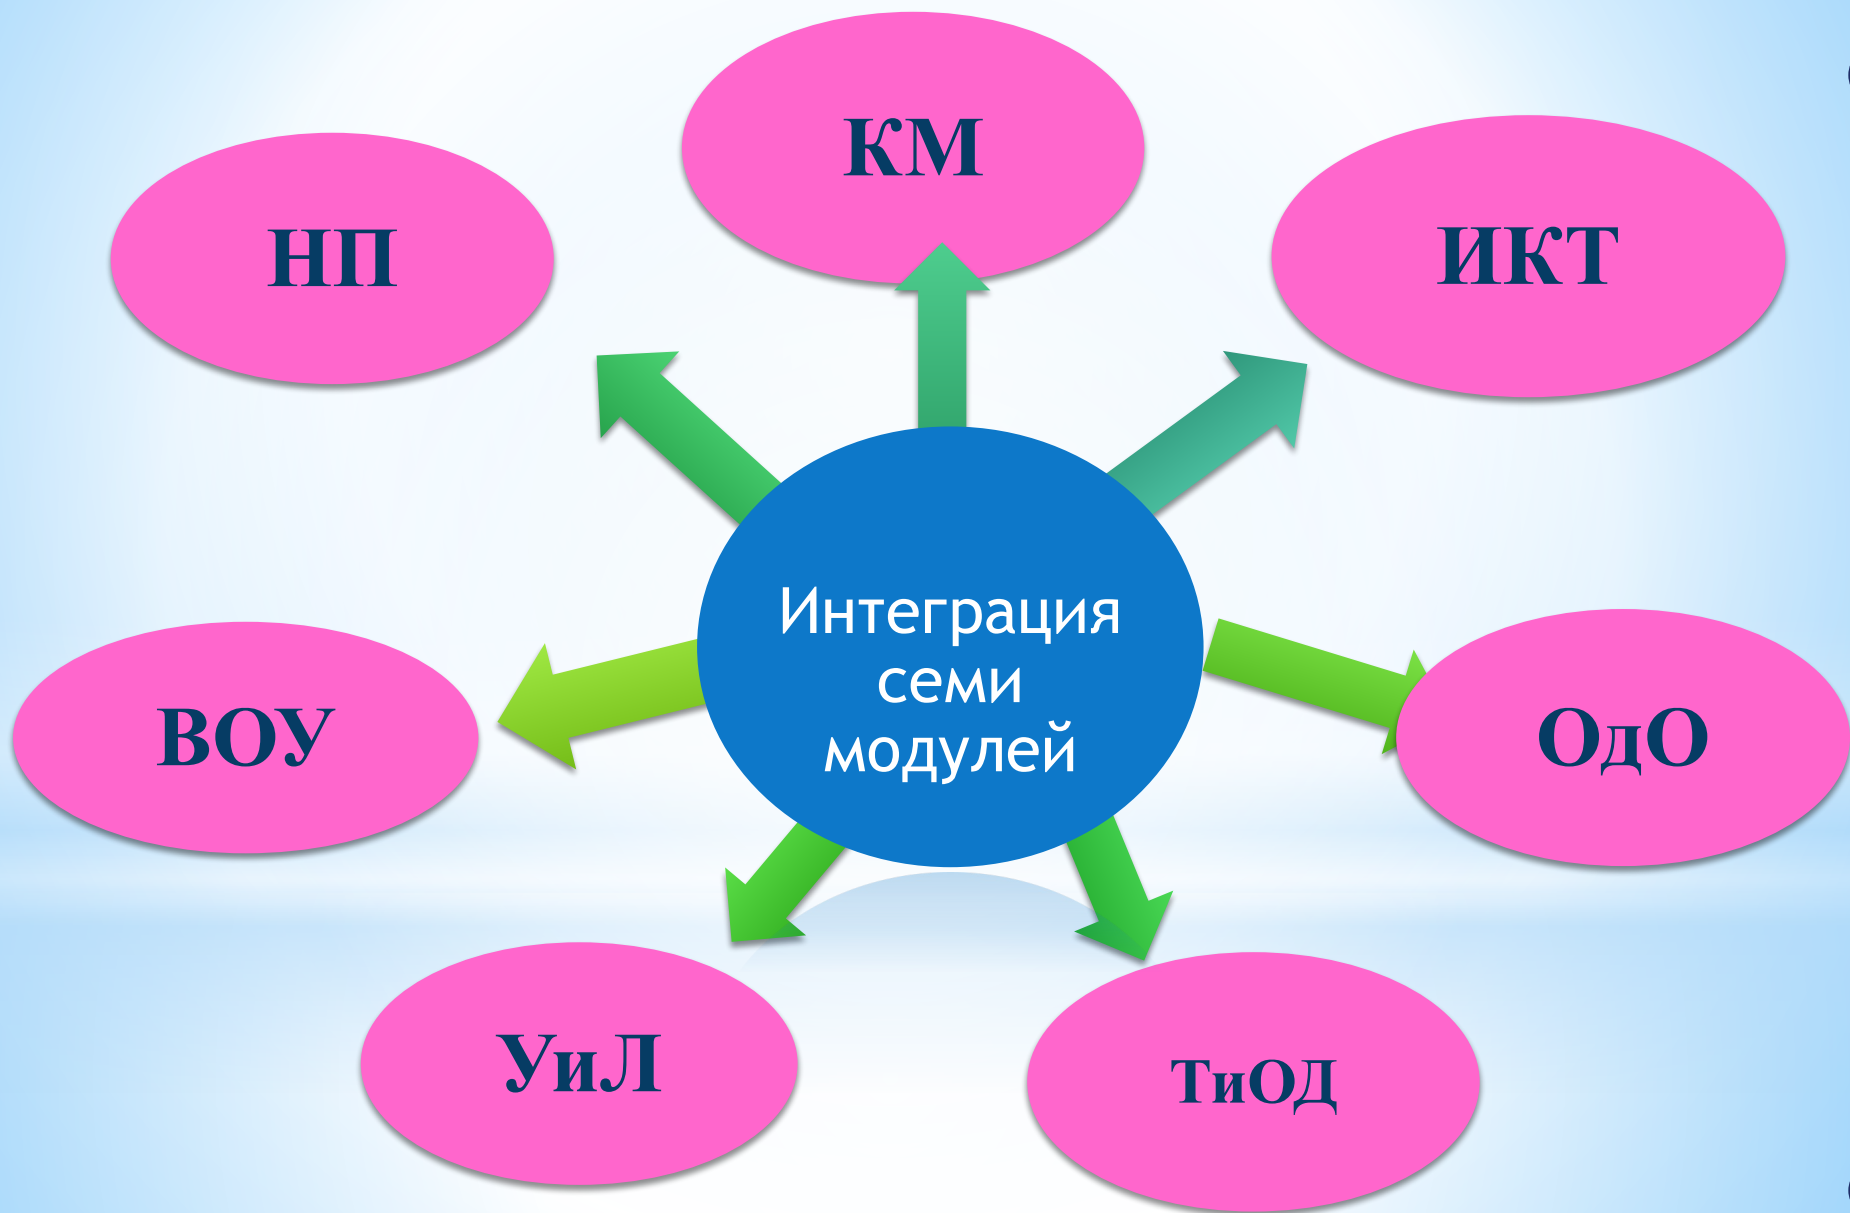 КМ
НП
ИКТ
Интеграция
семи
модулей
ВОУ
ОдО
УиЛ
ТиОД